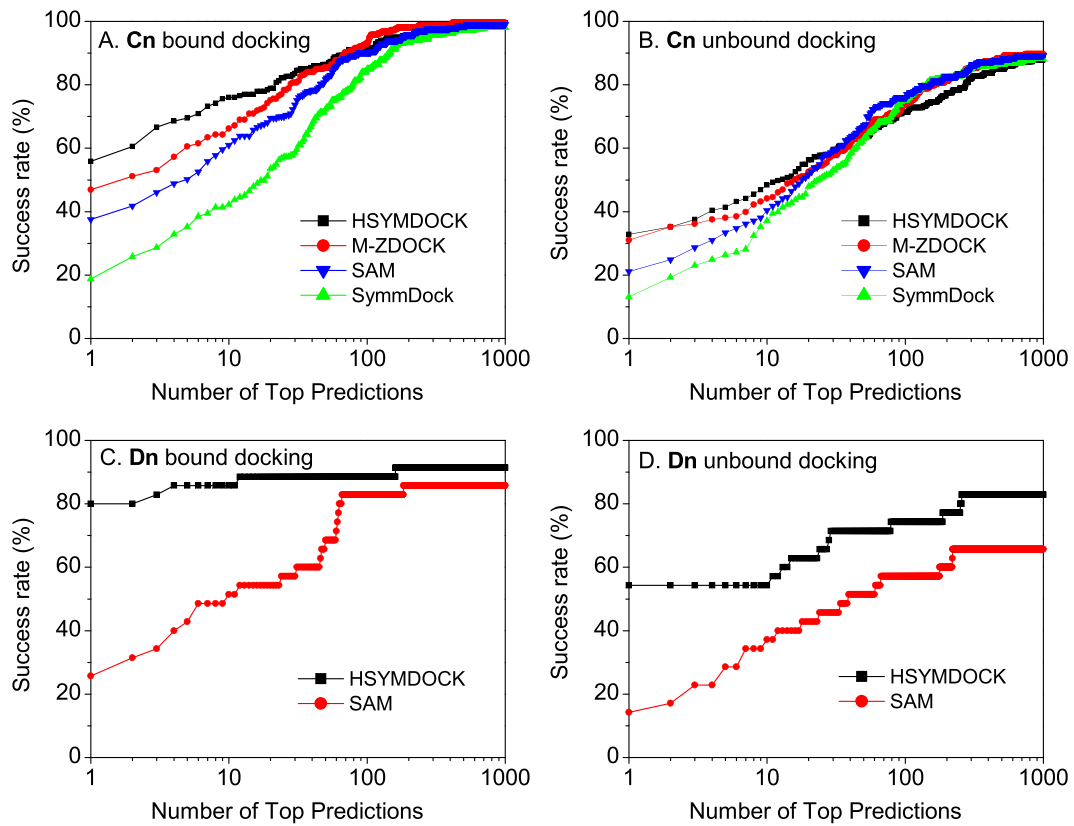 A. Cn bound docking
100
80
60
40
20
0
Success rate (%)
HSYMDOCK
M-ZDOCK
SAM
SymmDock
1
10
100
1000
Number of Top Predictions
B. Cn unbound docking
100
80
60
40
20
0
Success rate (%)
HSYMDOCK
M-ZDOCK
SAM
SymmDock
1
10
100
1000
Number of Top Predictions
C. Dn bound docking
100
80
60
40
20
0
Success rate (%)
HSYMDOCK
SAM
1
10
100
1000
Number of Top Predictions
D. Dn unbound docking
100
80
60
40
20
0
Success rate (%)
HSYMDOCK
SAM
1
10
100
1000
Number of Top Predictions